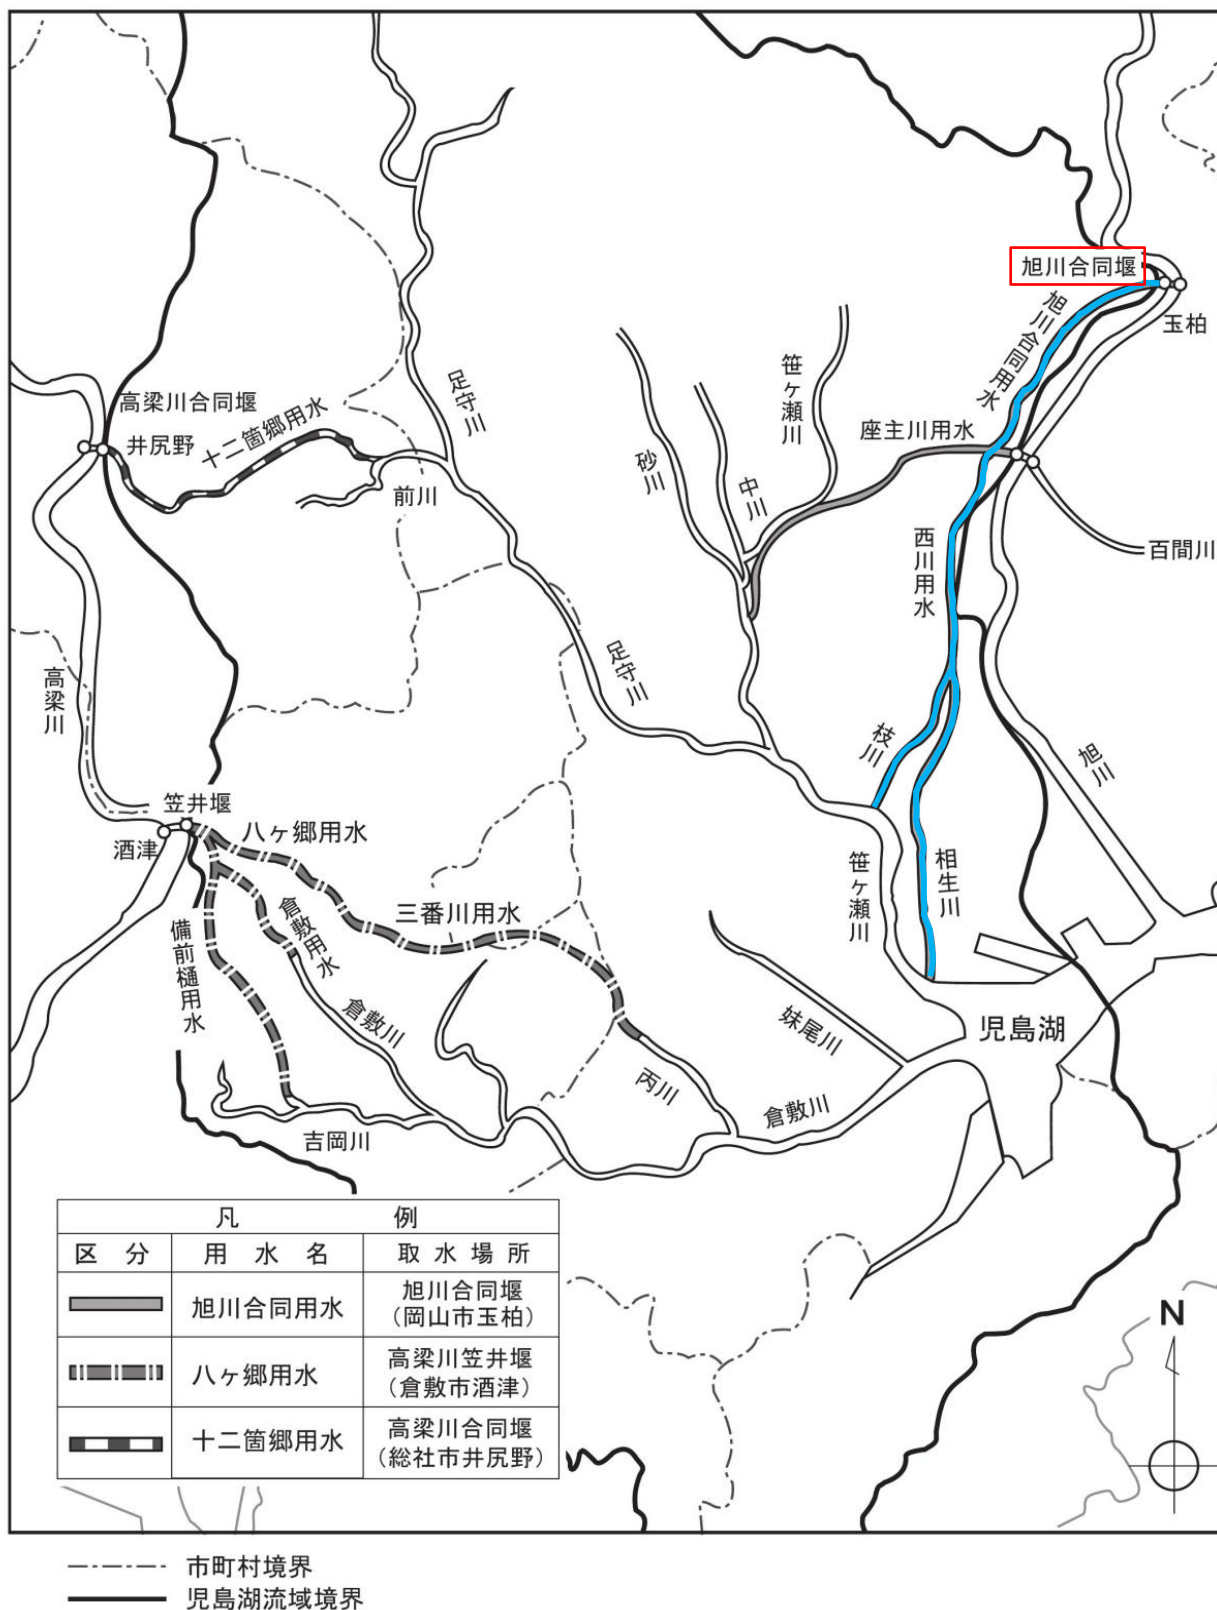 旭川合同堰
玉柏
旭川合同用水
笹ヶ瀬川
足守川
高梁川合同堰
十二箇郷用水
井尻野
座主川用水
砂川
中川
前川
西川用水
百間川
足守川
高梁川
枝川
旭川
笠井堰
八ヶ郷用水
酒津
笹ヶ瀬川
相生川
倉敷用水
三番川用水
備前樋用水
倉敷川
妹尾川
児島湖
丙川
倉敷川
吉岡川
凡 例
区 分 用 水 名 取 水 場 所
旭川合同用水 旭川合同堰
(岡山市玉柏)
八ヶ郷用水 高梁川笠井堰
(倉敷市酒津)
十二箇郷用水 高梁川合同堰
(総社市井尻野)
N
市町村境界
児島湖流域境界